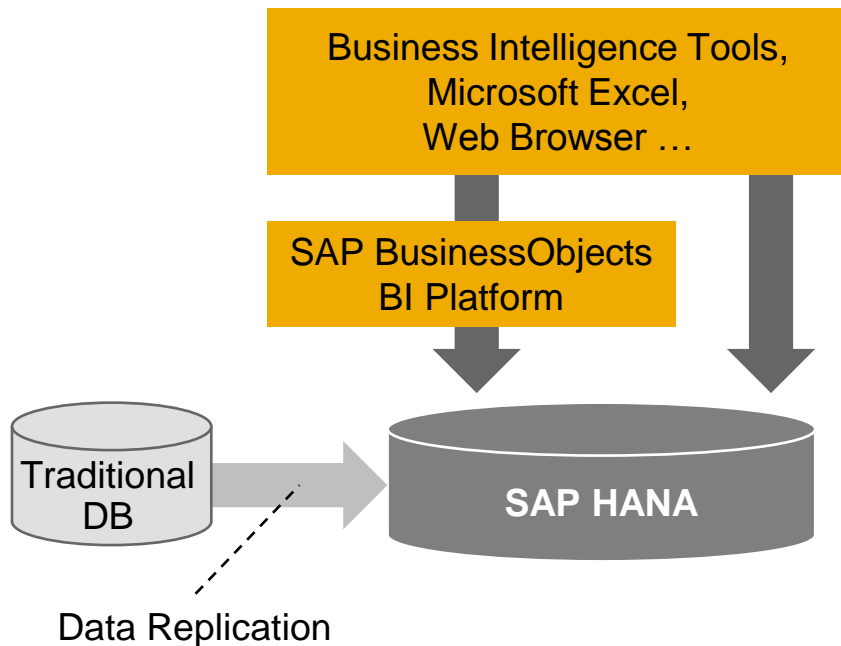 Business Intelligence Tools,
Microsoft Excel,
Web Browser …
SAP BusinessObjects
BI Platform
Traditional
DB
SAP HANA
Data Replication